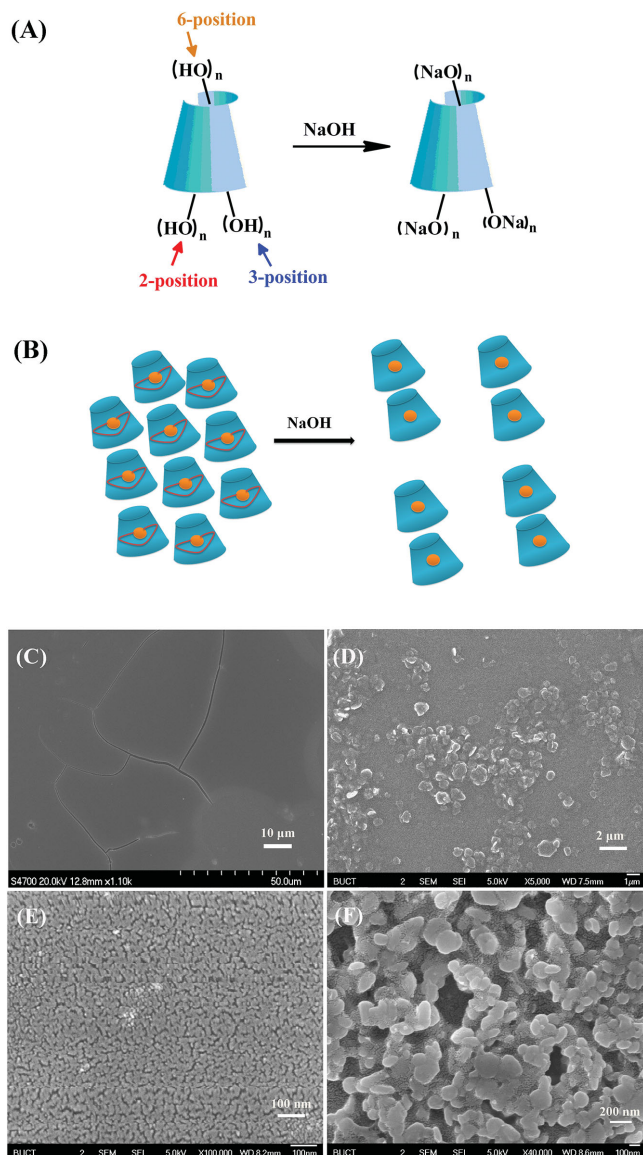 (A)
6-position
(HO)n
(NaO)n
NaOH
(HO)n
(OH)n
(NaO)n
(ONa)n
2-position
3-position
(B)
NaOH
(C)
10 μm
S4700 20.0kV 12.8mm x1.10k
50.0um
(D)
2 μm
BUCT 2 SEM SEI 5.0kV X5,000 WD 7.5mm 1μm
(E)
100 nm
BUCT 2 SEM SEI 5.0kV X100,000 WD 8.2mm 100nm
(F)
200 nm
BUCT 2 SEM SEI 5.0kV X40,000 WD 8.6mm 100nm